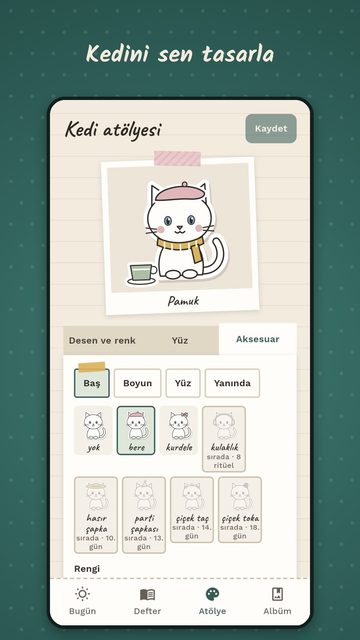 Kedini sen tasarla
Kedi atölyesi
Kaydet
Pamuk
Desen ve renk
Yüz
Aksesuar
Baş
Boyun
Yüz
Yanında
yok
bere
kurdele
kulaklık
sırada · 8
ritüel
hasır
şapka
sırada · 10.
gün
parti
şapkası
sırada · 13.
gün
çiçek taç
sırada · 14.
gün
çiçek toka
sırada · 18.
gün
Rengi
Bugün
Defter
Atölye
Albüm